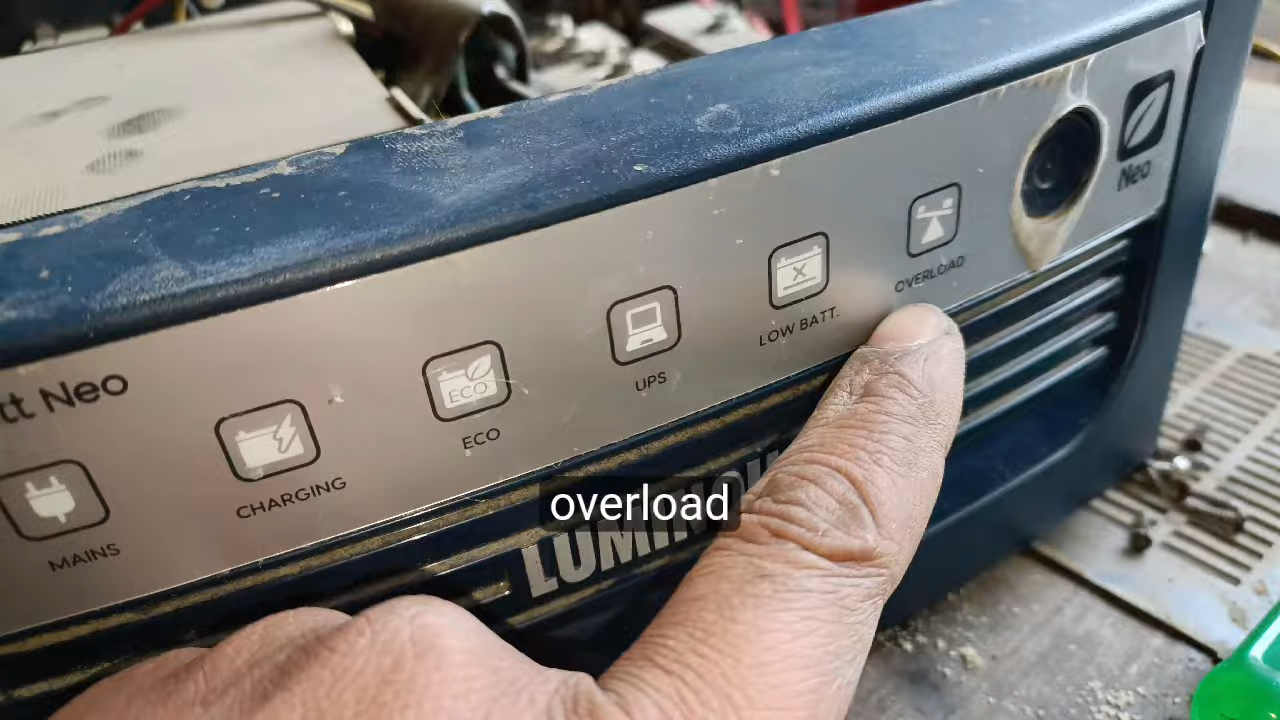 tt Neo
MAINS
CHARGING
ECO
ECO
UPS
LOW BATT.
OVERLOAD
Neo
overload